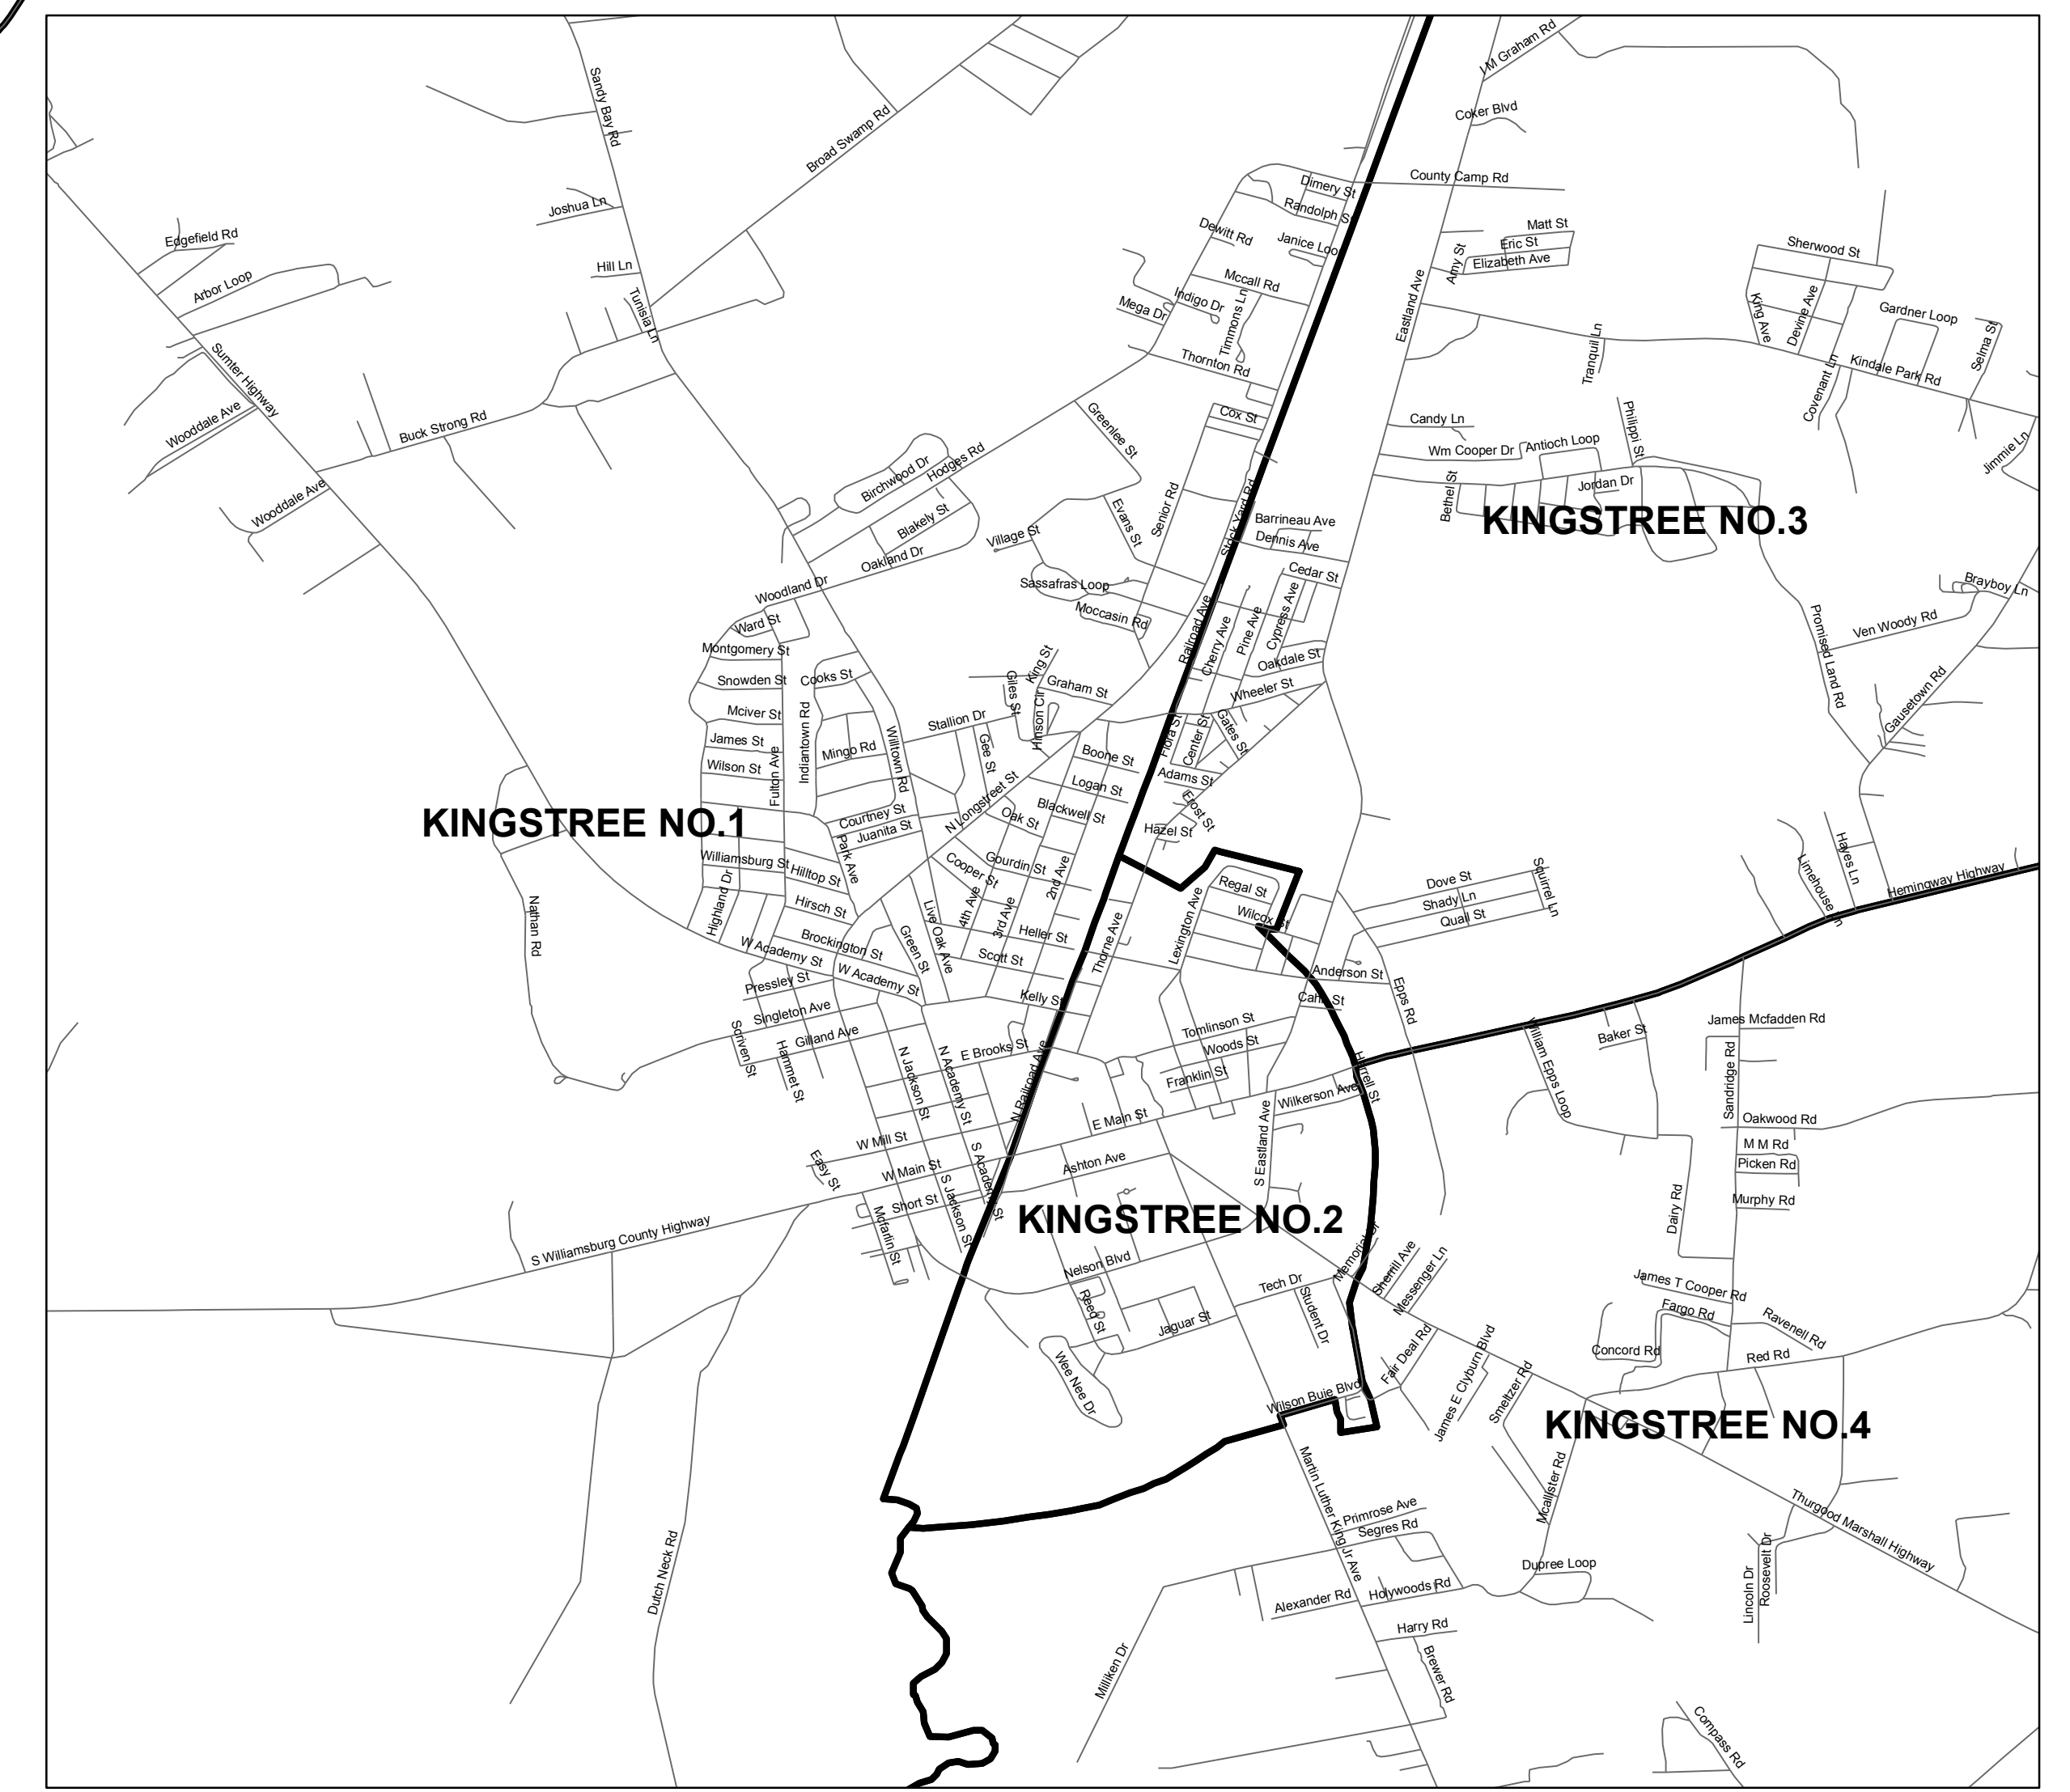 I M Graham Rd
Sandy Bay Rd
Coker Blvd
Broad Swamp Rd
County Camp Rd
Dimery St
Joshua Ln
Randolph S
Matt St
Dewitt Rd
Edgefield Rd
Janice Loo
Eric St
Sherwood St
Amy St
Elizabeth Ave
Hill Ln
Arbor Loop
Mccall Rd
Eastland Ave
Indigo Dr
Mega Dr
Timmons Ln
King Ave
Devine Ave
Gardner Loop
Tunisia Ln
Selma St
Tranquil Ln
Thornton Rd
Kindale Park Rd
Sumter Highway
Covenant Ln
Wooddale Ave
Buck Strong Rd
Greenlee St
Cox St
Candy Ln
Philippi St
Antioch Loop
Wm Cooper Dr
Jimmie Ln
Birchwood Dr
Hodges Rd
Jordan Dr
Bethel St
Wooddale Ave
Senior Rd
Stock Yard Rd
Evans St
Blakely St
Barrineau Ave
KINGSTREE NO.3
Village St
Dennis Ave
Oakland Dr
Cedar St
Sassafras Loop
Brayboy Ln
Woodland Dr
Moccasin Rd
Railroad Ave
Cherry Ave
Pine Ave
Cypress Ave
Ward St
Ven Woody Rd
Promised Land Rd
Montgomery St
Oakdale St
King St
Snowden St
Cooks St
Giles St
Graham St
Wheeler St
Gausetown Rd
Mciver St
Indiantown Rd
Stallion Dr
Hinson Clr
Flora St
Center St
Gates St
James St
Mingo Rd
Willtown Rd
Gee St
Boone St
Wilson St
Fulton Ave
Adams St
Logan St
N Longstreet St
Blackwell St
Frost St
KINGSTREE NO.1
Courtney St
Juanita St
Oak St
Hazel St
Park Ave
Williamsburg St
Hilltop St
Cooper St
Gourdin St
2nd Ave
Regal St
Dove St
Squirrel Ln
Hayes Ln
Limehouse Ln
Hemingway Highway
Highland Dr
Hirsch St
4th Ave
3rd Ave
Live Oak Ave
Lexington Ave
Wilcox St
Shady Ln
Quail St
Nathan Rd
Brockington St
Green St
Heller St
Thorne Ave
W Academy St
Scott St
W Academy St
Pressley St
Anderson St
Kelly St
Epps Rd
Singleton Ave
Tomlinson St
James Mcfadden Rd
Scriven St
Gilland Ave
E Brooks St
Woods St
William Epps Loop
Baker St
Hammet St
N Jackson St
N Academy St
N Railroad Ave
Franklin St
Harrell St
Sandridge Rd
Wilkerson Ave
E Main St
Oakwood Rd
W Mill St
S Eastland Ave
M M Rd
Easy St
W Main St
S Academy St
Ashton Ave
Picken Rd
Short St
S Jackson St
Murphy Rd
Dairy Rd
Mcfarlin St
KINGSTREE NO.2
S Williamsburg County Highway
Memorial Dr
Sherrill Ave
Messenger Ln
Nelson Blvd
Tech Dr
James T Cooper Rd
Reed St
Student Dr
Fargo Rd
Ravenell Rd
Jaguar St
Fair Deal Rd
James E Clyburn Blvd
Concord Rd
Red Rd
Wee Nee Dr
Smeltzer Rd
Wilson Buie Blvd
KINGSTREE NO.4
Martin Luther King Jr Ave
Mcallister Rd
Thurgood Marshall Highway
Primrose Ave
Segres Rd
Dutch Neck Rd
Dupree Loop
Roosevelt Dr
Lincoln Dr
Holywoods Rd
Alexander Rd
Harry Rd
Milliken Dr
Brewer Rd
Compass Rd